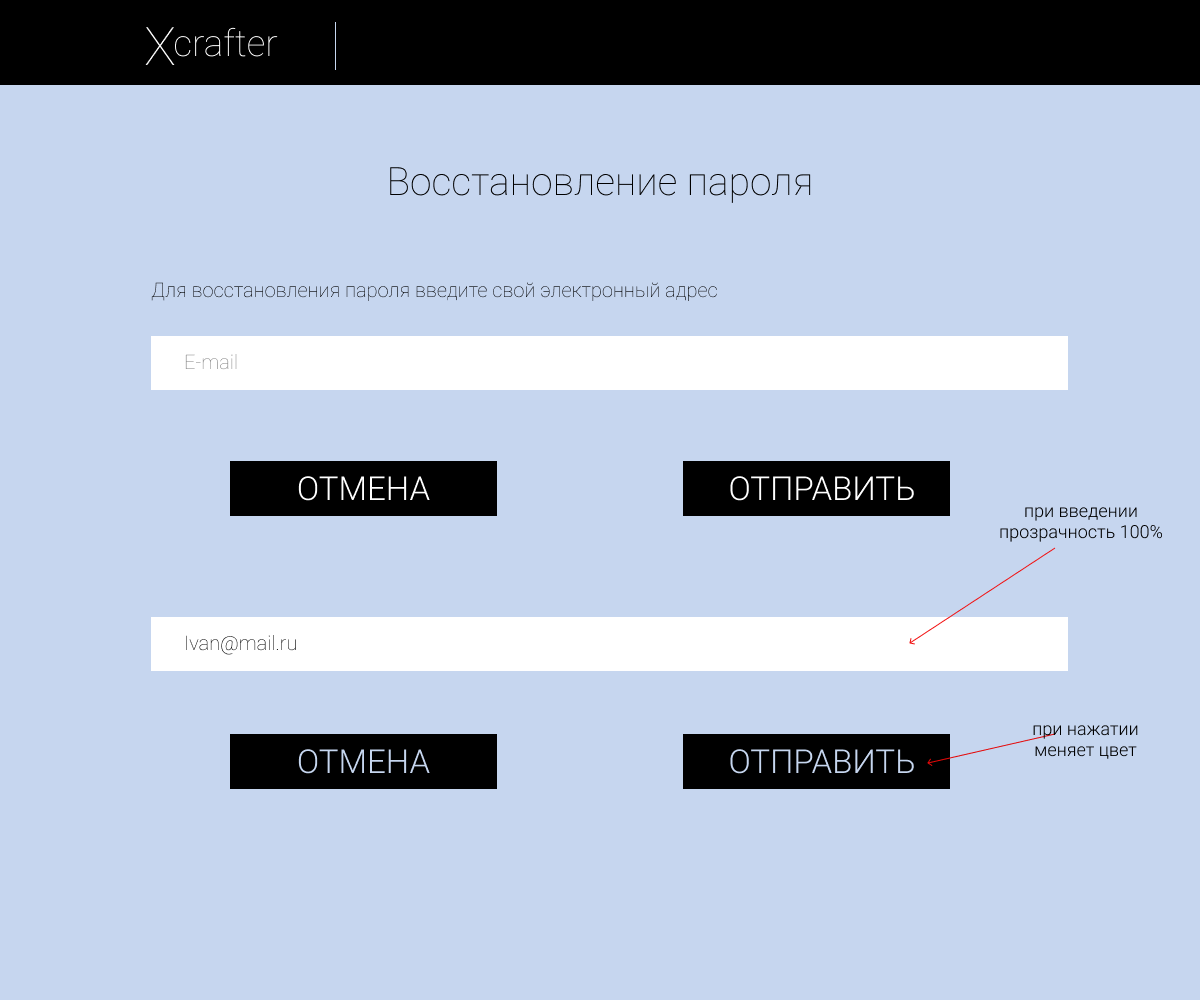 Xcrafter
Восстановление пароля
Для восстановления пароля введите свой электронный адрес
E-mail
ОТМЕНА
ОТПРАВИТЬ
при введении
прозрачность 100%
Ivan@mail.ru
при нажатии
меняет цвет
ОТМЕНА
ОТПРАВИТЬ